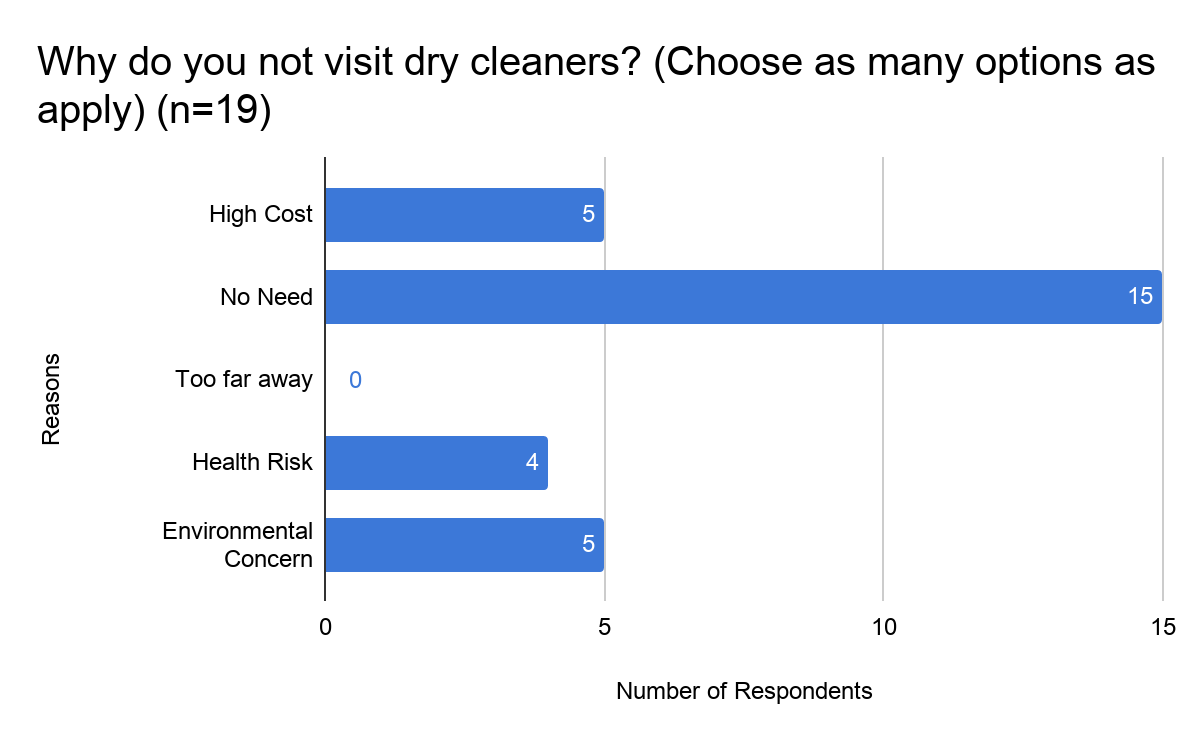 Why do you not visit dry cleaners? (Choose as many options as
apply) (n=19)
High Cost
5
No Need
15
Too far away
0
Health Risk
4
Environmental
Concern
5
Reasons
0
5
10
15
Number of Respondents